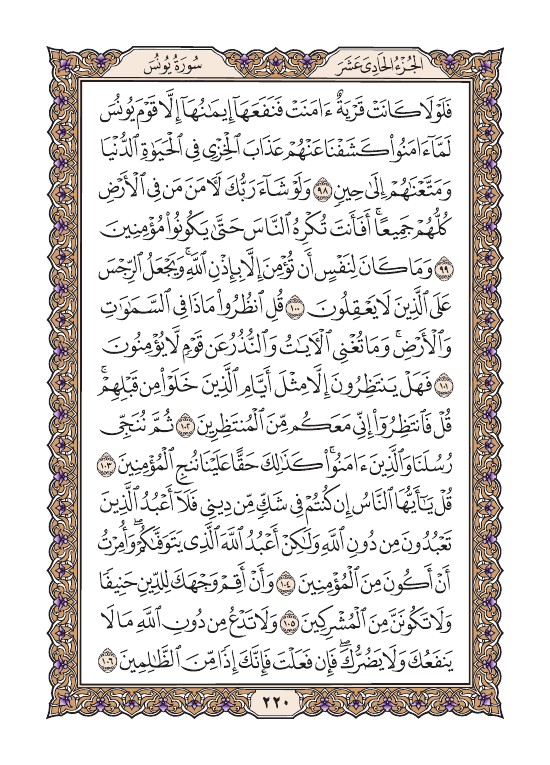 الجُزْءُ الحَادِى عَشَرَ
سُورَةُ يُونُسَ
فَلَوْلَا كَانَتْ قَرْيَةٌ ءَامَنَتْ فَنَفَعَهَآ إِيمَٰنُهَآ إِلَّا قَوْمَ يُونُسَ
لَمَّآ ءَامَنُوا۟ كَشَفْنَا عَنْهُمْ عَذَابَ ٱلْخِزْىِ فِى ٱلْحَيَوٰةِ ٱلدُّنْيَا
وَمَتَّعْنَٰهُمْ إِلَىٰ حِينٍ ٩٨ وَلَوْ شَآءَ رَبُّكَ لَءَامَنَ مَن فِى ٱلْأَرْضِ
كُلُّهُمْ جَمِيعًا ۚ أَفَأَنتَ تُكْرِهُ ٱلنَّاسَ حَتَّىٰ يَكُونُوا۟ مُؤْمِنِينَ
٩٩ وَمَا كَانَ لِنَفْسٍ أَن تُؤْمِنَ إِلَّا بِإِذْنِ ٱللَّهِ ۚ وَيَجْعَلُ ٱلرِّجْسَ
عَلَى ٱلَّذِينَ لَا يَعْقِلُونَ ١٠٠ قُلِ ٱنظُرُوا۟ مَاذَا فِى ٱلسَّمَٰوَٰتِ
وَٱلْأَرْضِ ۚ وَمَا تُغْنِى ٱلْءَايَٰتُ وَٱلنُّذُرُ عَن قَوْمٍ لَّا يُؤْمِنُونَ
١٠١ فَهَلْ يَنتَظِرُونَ إِلَّا مِثْلَ أَيَّامِ ٱلَّذِينَ خَلَوْا۟ مِن قَبْلِهِمْ ۚ
قُلْ فَٱنتَظِرُوٓا۟ إِنِّى مَعَكُم مِّنَ ٱلْمُنتَظِرِينَ ١٠٢ ثُمَّ نُنَجِّى
رُسُلَنَا وَٱلَّذِينَ ءَامَنُوا۟ ۚ كَذَٰلِكَ حَقًّا عَلَيْنَا نُنجِ ٱلْمُؤْمِنِينَ ١٠٣
قُلْ يَٰٓأَيُّهَا ٱلنَّاسُ إِن كُنتُمْ فِى شَكٍّ مِّن دِينِى فَلَآ أَعْبُدُ ٱلَّذِينَ
تَعْبُدُونَ مِن دُونِ ٱللَّهِ وَلَٰكِنْ أَعْبُدُ ٱللَّهَ ٱلَّذِى يَتَوَفَّىٰكُمْ ۖ وَأُمِرْتُ
أَنْ أَكُونَ مِنَ ٱلْمُؤْمِنِينَ ١٠٤ وَأَنْ أَقِمْ وَجْهَكَ لِلدِّينِ حَنِيفًا
وَلَا تَكُونَنَّ مِنَ ٱلْمُشْرِكِينَ ١٠٥ وَلَا تَدْعُ مِن دُونِ ٱللَّهِ مَا لَا
يَنفَعُكَ وَلَا يَضُرُّكَ ۖ فَإِن فَعَلْتَ فَإِنَّكَ إِذًا مِّنَ ٱلظَّٰلِمِينَ ١٠٦
٢٢٠